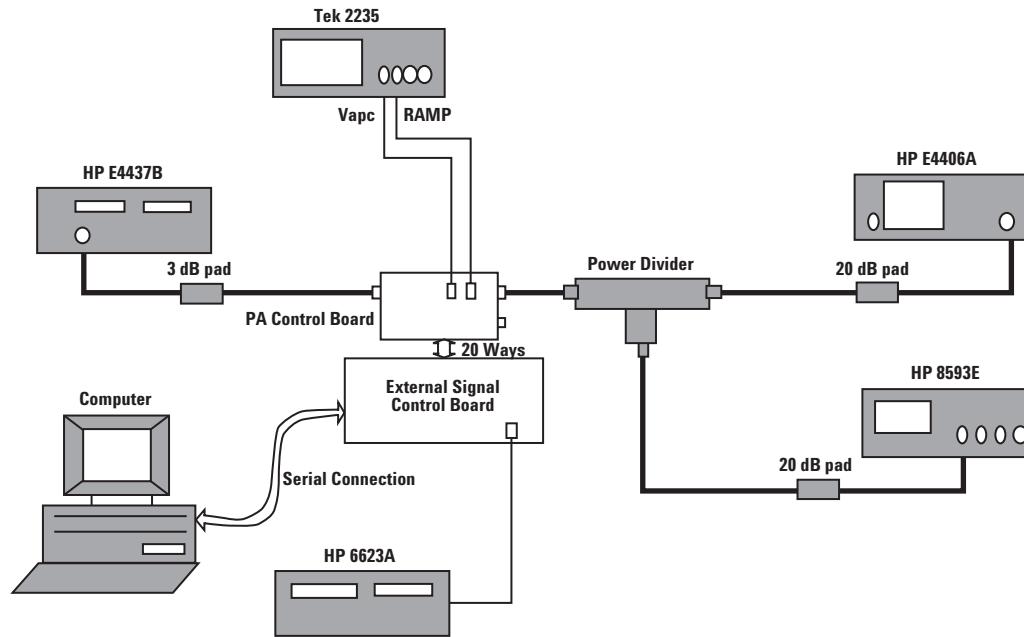 Tek 2235
Vapc
RAMP
HP E4437B
HP E4406A
3 dB pad
Power Divider
20 dB pad
PA Control Board
20 Ways
External Signal
Control Board
HP 8593E
Computer
20 dB pad
Serial Connection
HP 6623A